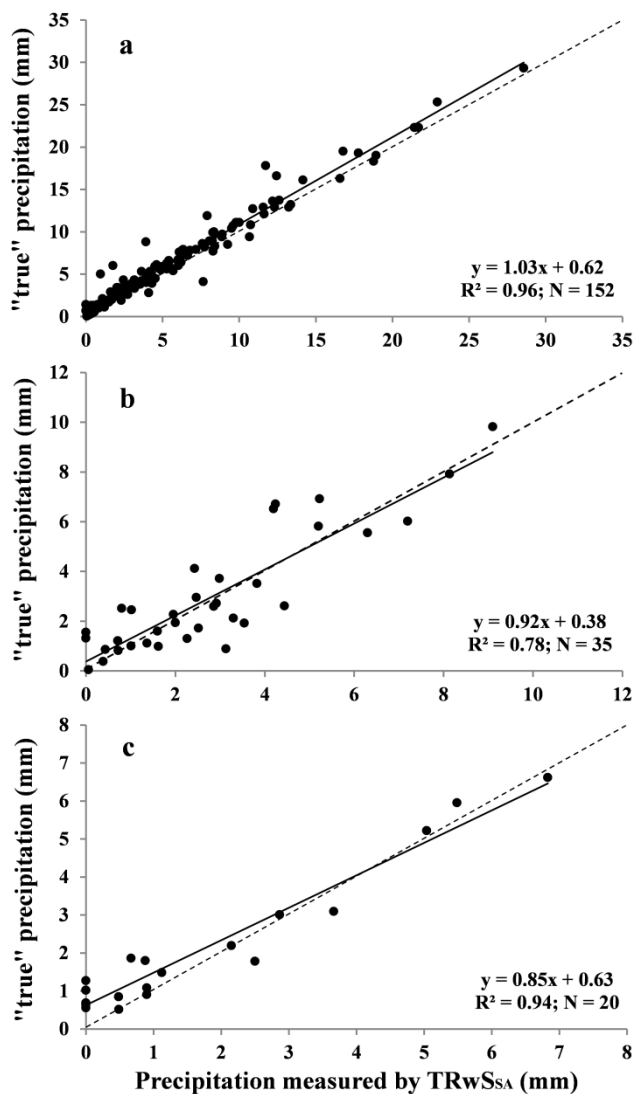 a
"true" precipitation (mm)
35
30
25
20
15
10
5
0
y = 1.03x + 0.62
R² = 0.96; N = 152
0 5 10 15 20 25 30 35
b
"true" precipitation (mm)
12
10
8
6
4
2
0
y = 0.92x + 0.38
R² = 0.78; N = 35
0 2 4 6 8 10 12
c
"true" precipitation (mm)
8
7
6
5
4
3
2
1
0
y = 0.85x + 0.63
R² = 0.94; N = 20
0 1 2 3 4 5 6 7 8
Precipitation measured by TRwSSA (mm)